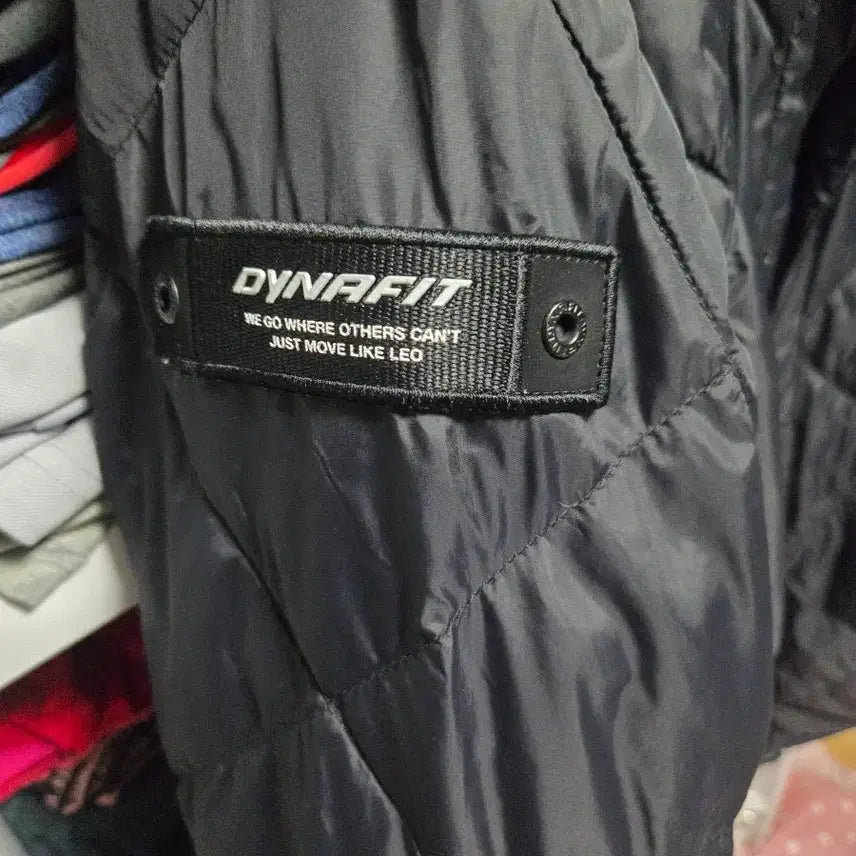 DYNAFIT
WE GO WHERE OTHERS CAN'T
JUST MOVE LIKE LEO